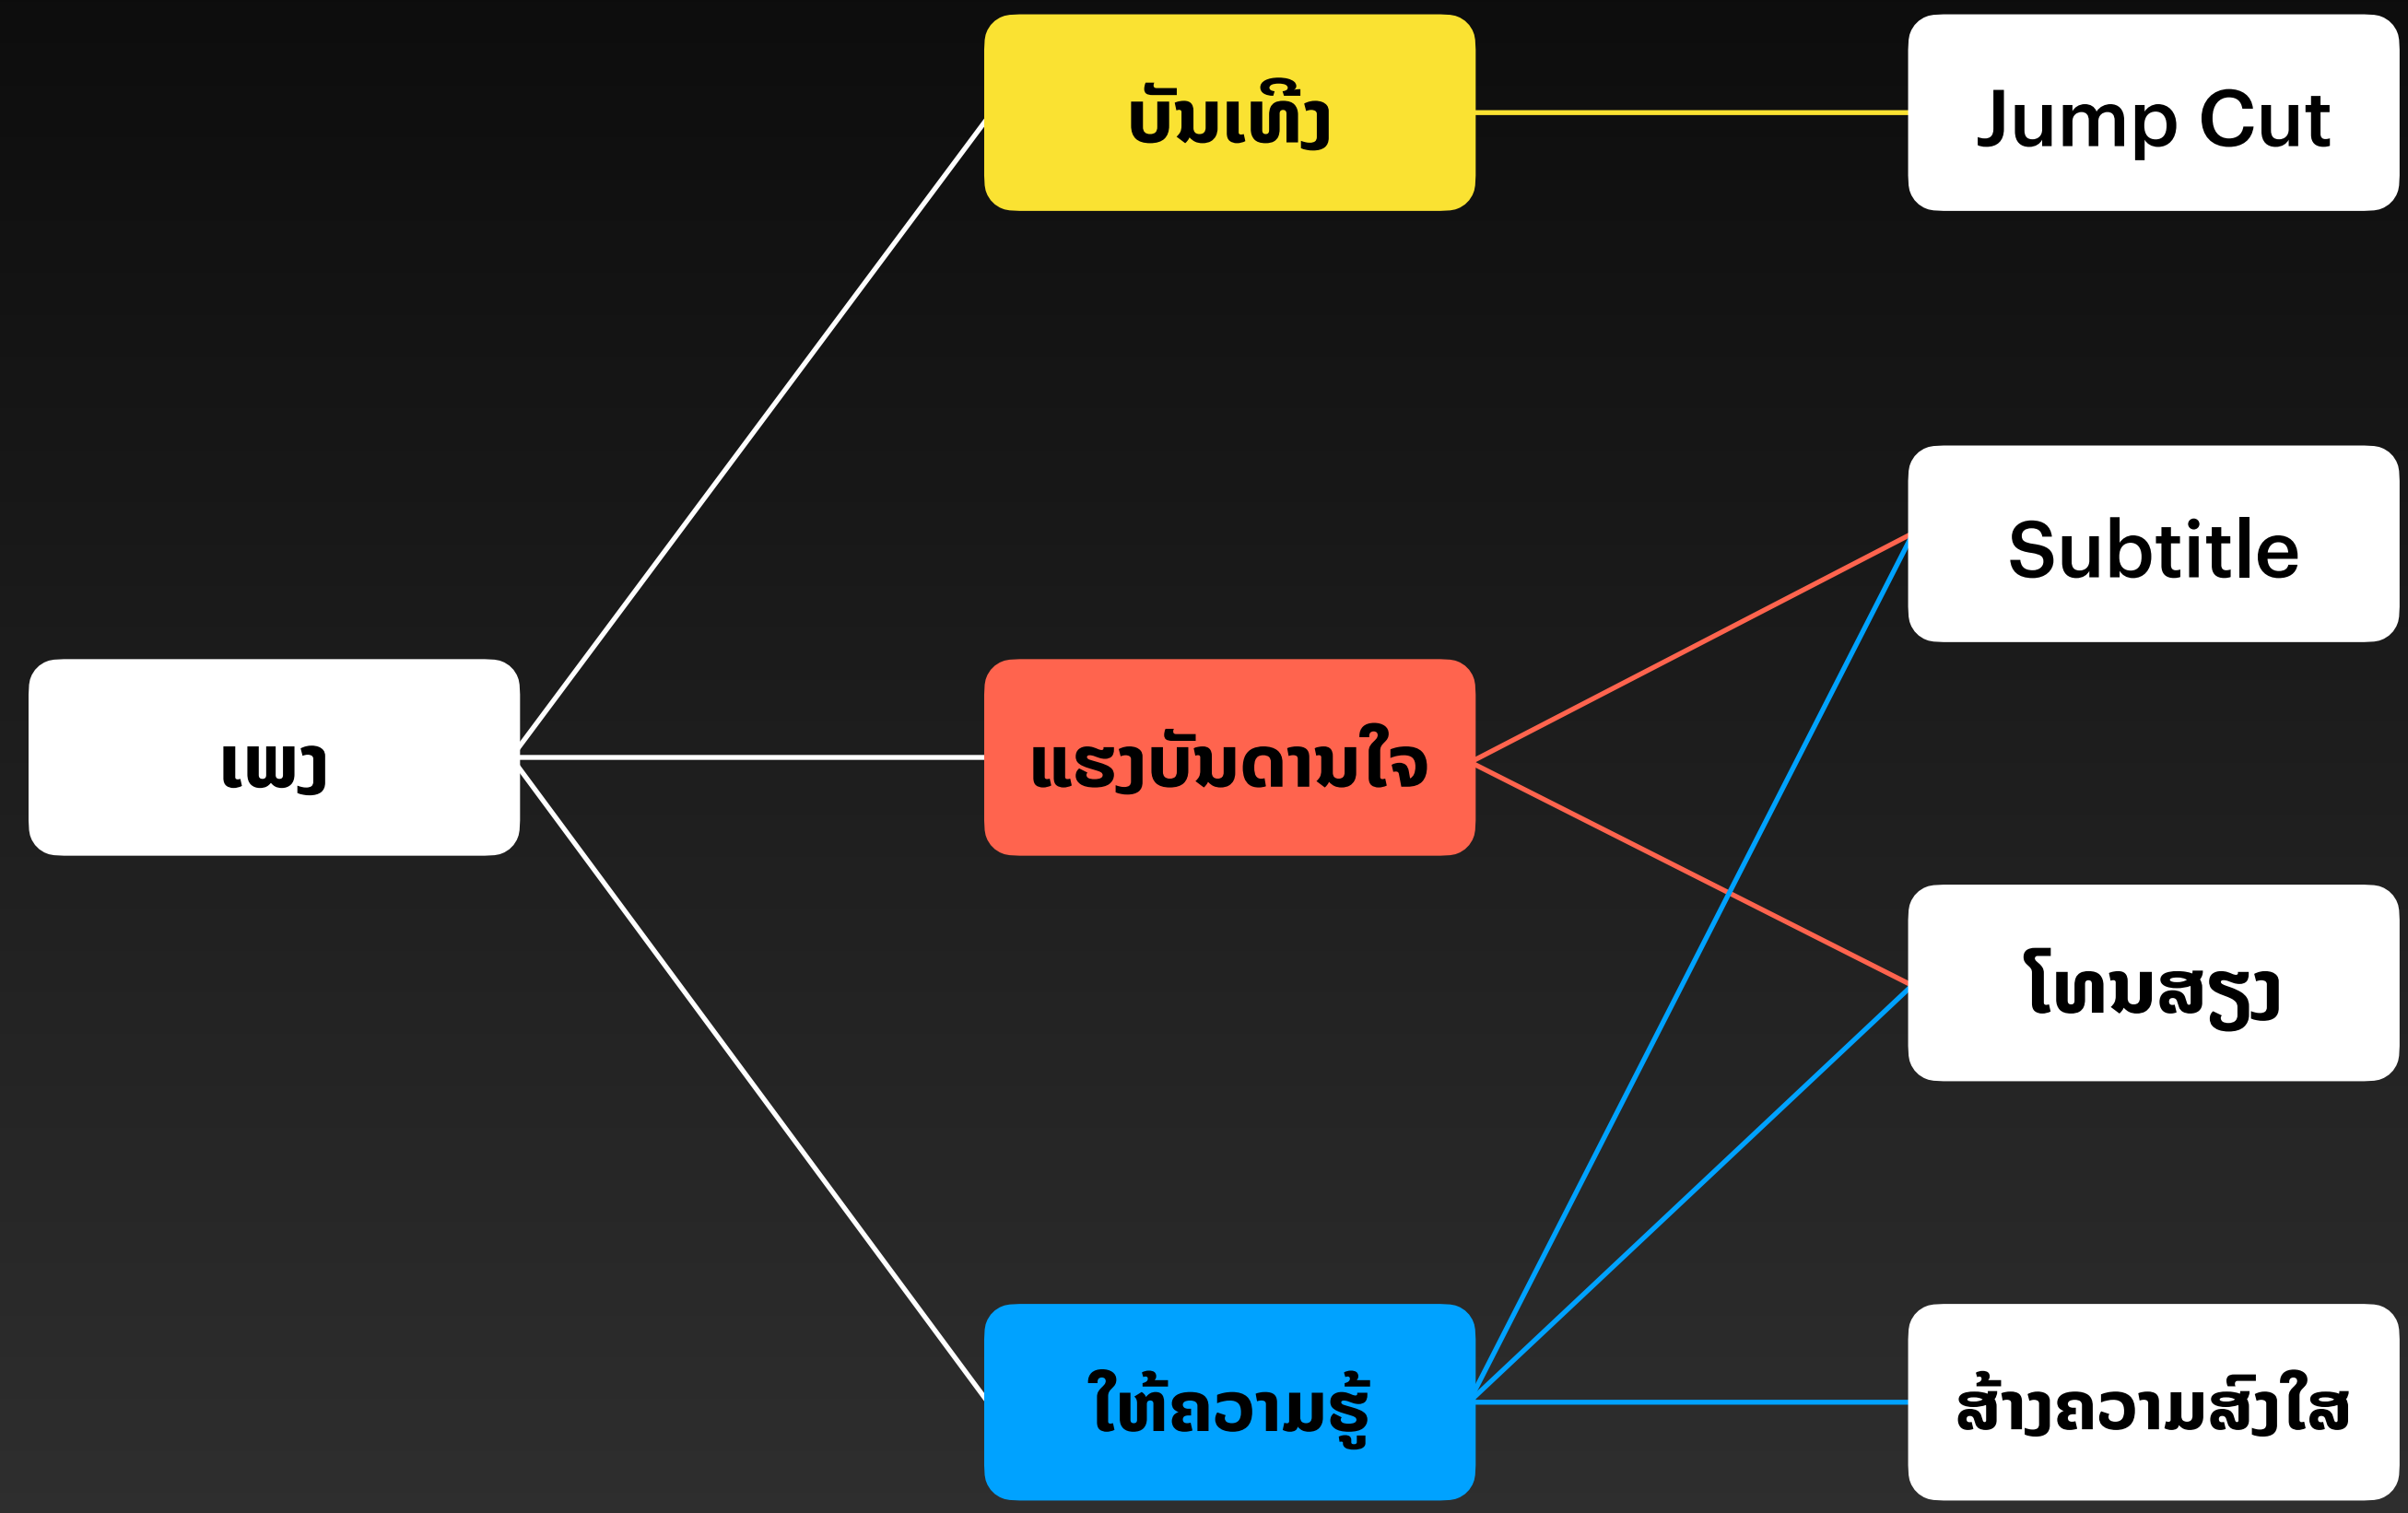 ບັນເທີງ
Jump Cut
Subtitle
ເພງ
ແຮງບັນດານໃຈ
ໂທນສຽງ
ໃຫ້ຄວາມຮູ້
ສ້າງຄວາມສົງໃສ